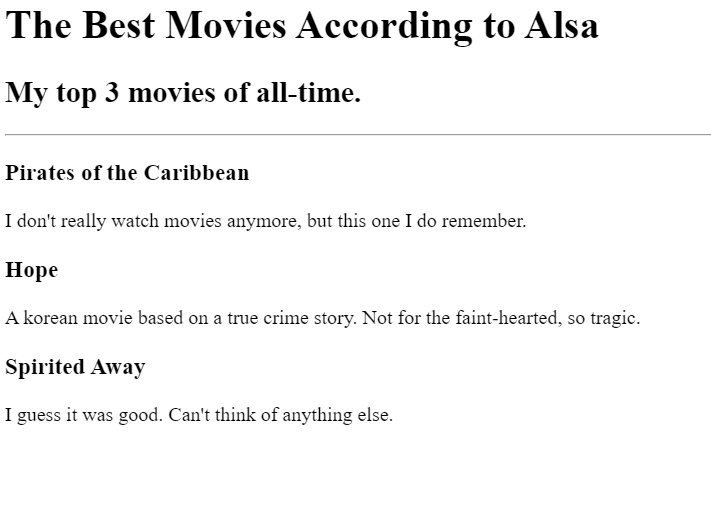 The Best Movies According to Alsa
My top 3 movies of all-time.
Pirates of the Caribbean
I don't really watch movies anymore, but this one I do remember.
Hope
A korean movie based on a true crime story. Not for the faint-hearted, so tragic.
Spirited Away
I guess it was good. Can't think of anything else.